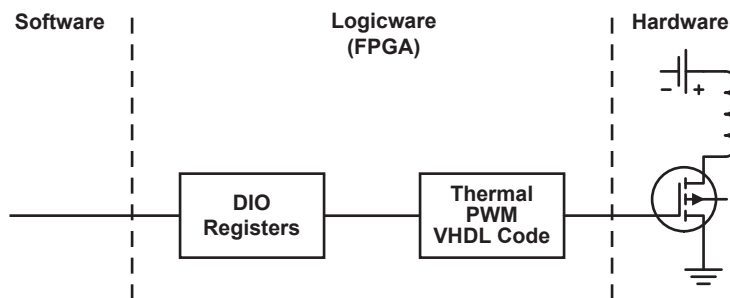 Software
Logicware
(FPGA)
Hardware
− +
DIO
Registers
Thermal
PWM
VHDL Code